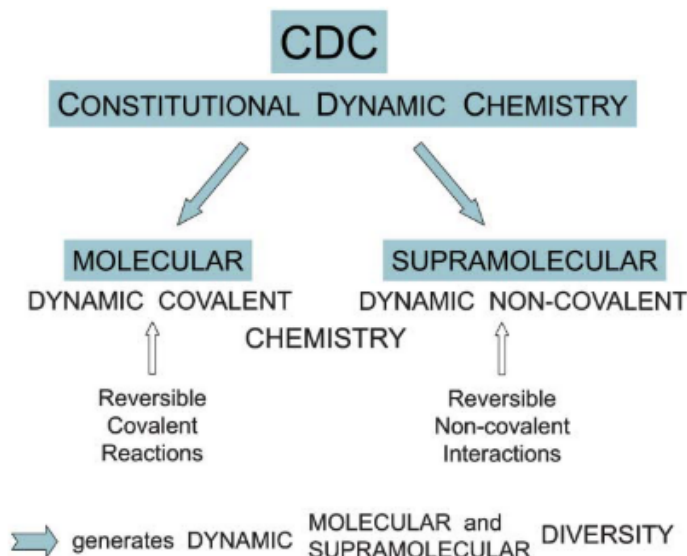 CDC
CONSTITUTIONAL DYNAMIC CHEMISTRY
MOLECULAR
DYNAMIC COVALENT
SUPRAMOLECULAR
DYNAMIC NON-COVALENT
CHEMISTRY
Reversible
Covalent
Reactions
Reversible
Non-covalent
Interactions
generates DYNAMIC MOLECULAR and SUPRAMOLECULAR DIVERSITY